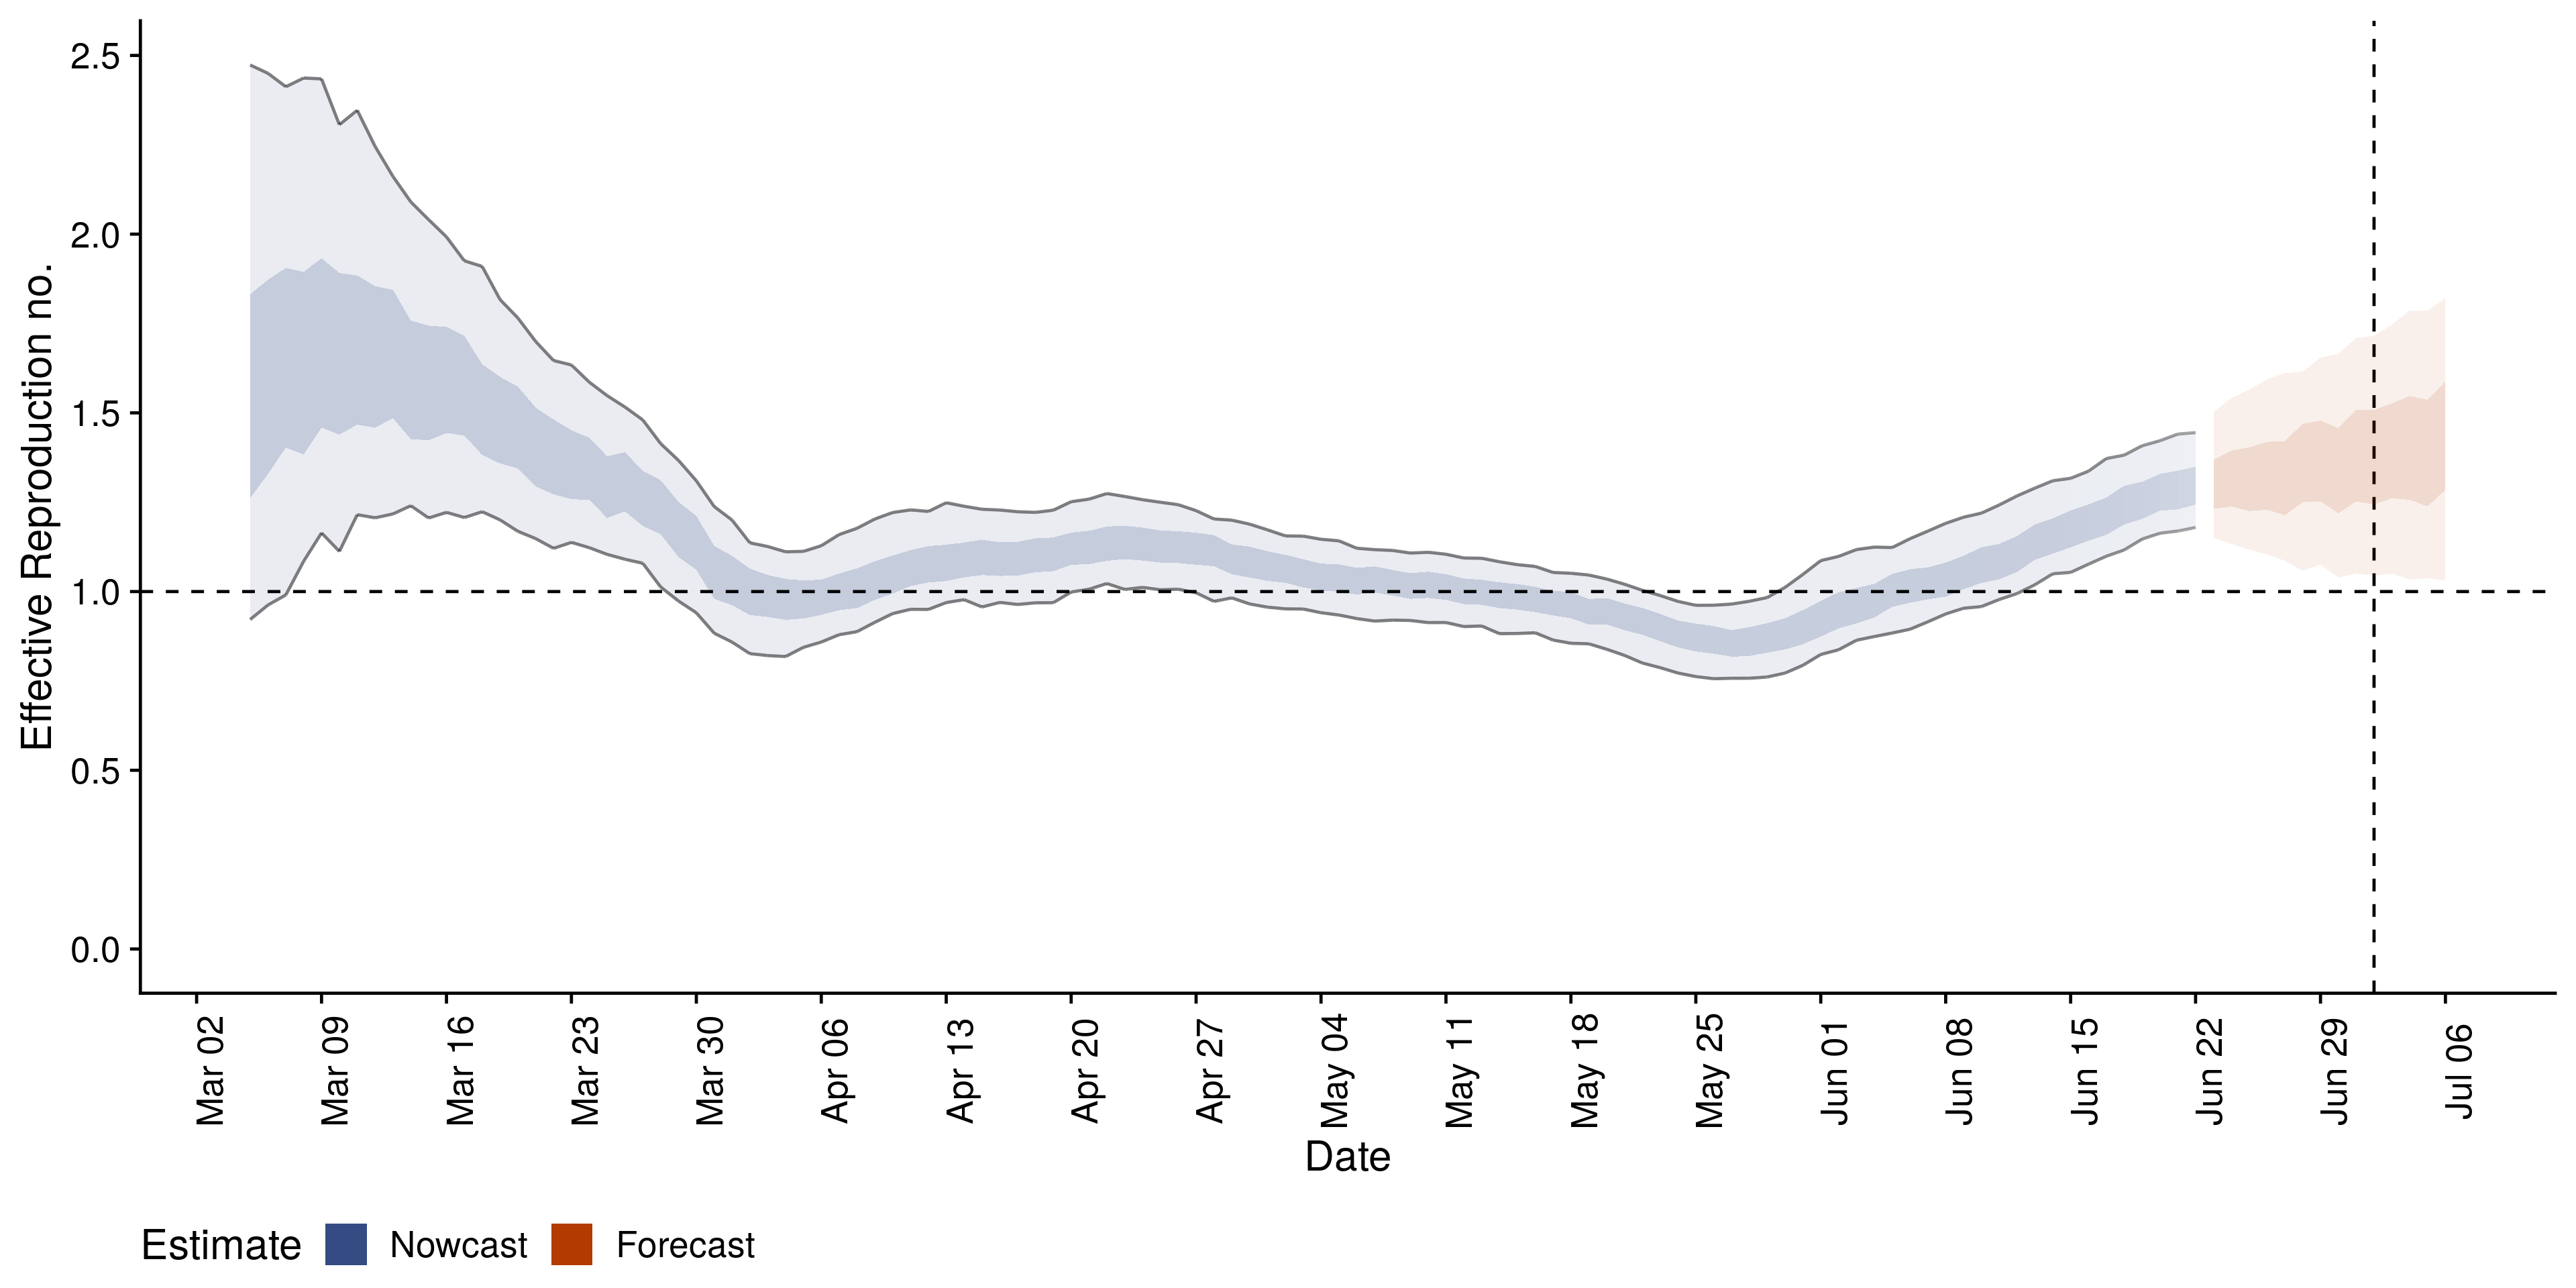 Effective Reproduction no.
2.5
2.0
1.5
1.0
0.5
0.0
Mar 02
Mar 09
Mar 16
Mar 23
Mar 30
Apr 06
Apr 13
Apr 20
Apr 27
May 04
May 11
May 18
May 25
Jun 01
Jun 08
Jun 15
Jun 22
Jun 29
Jul 06
Date
Estimate Nowcast Forecast